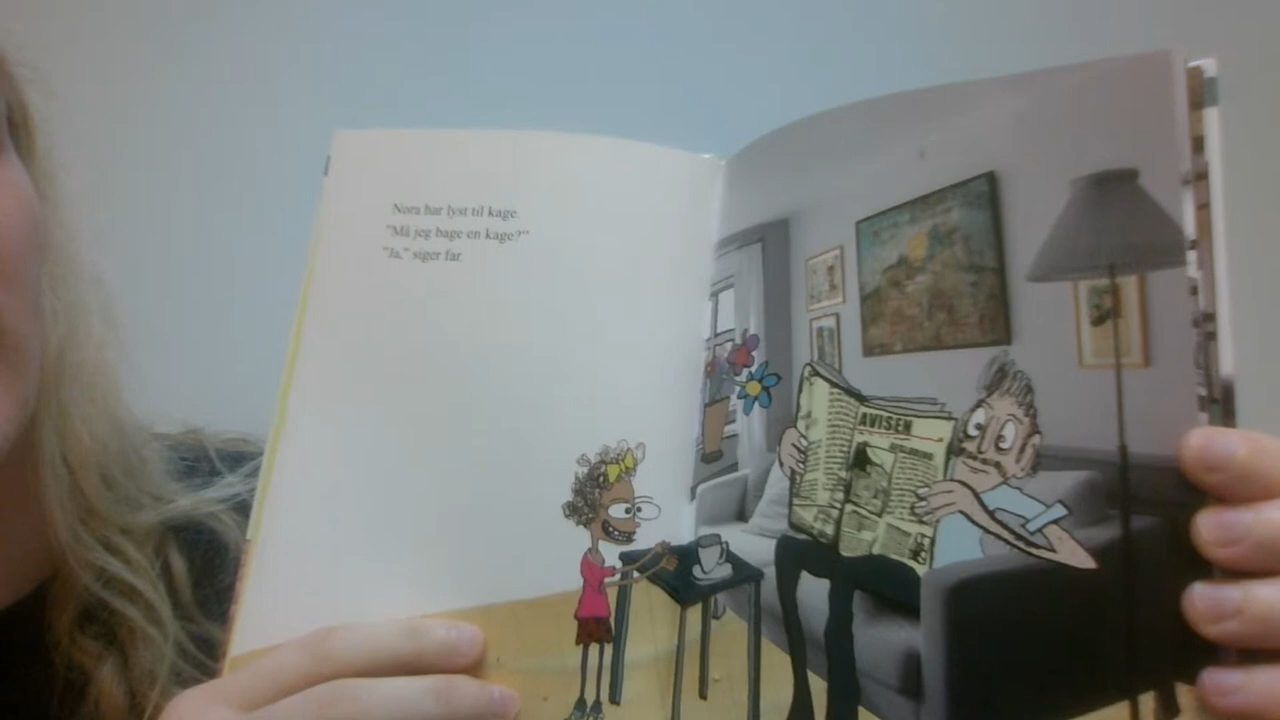 Nora har lyst til kage.
"Må jeg bage en kage?"
"Ja," siger far.
AVISEN